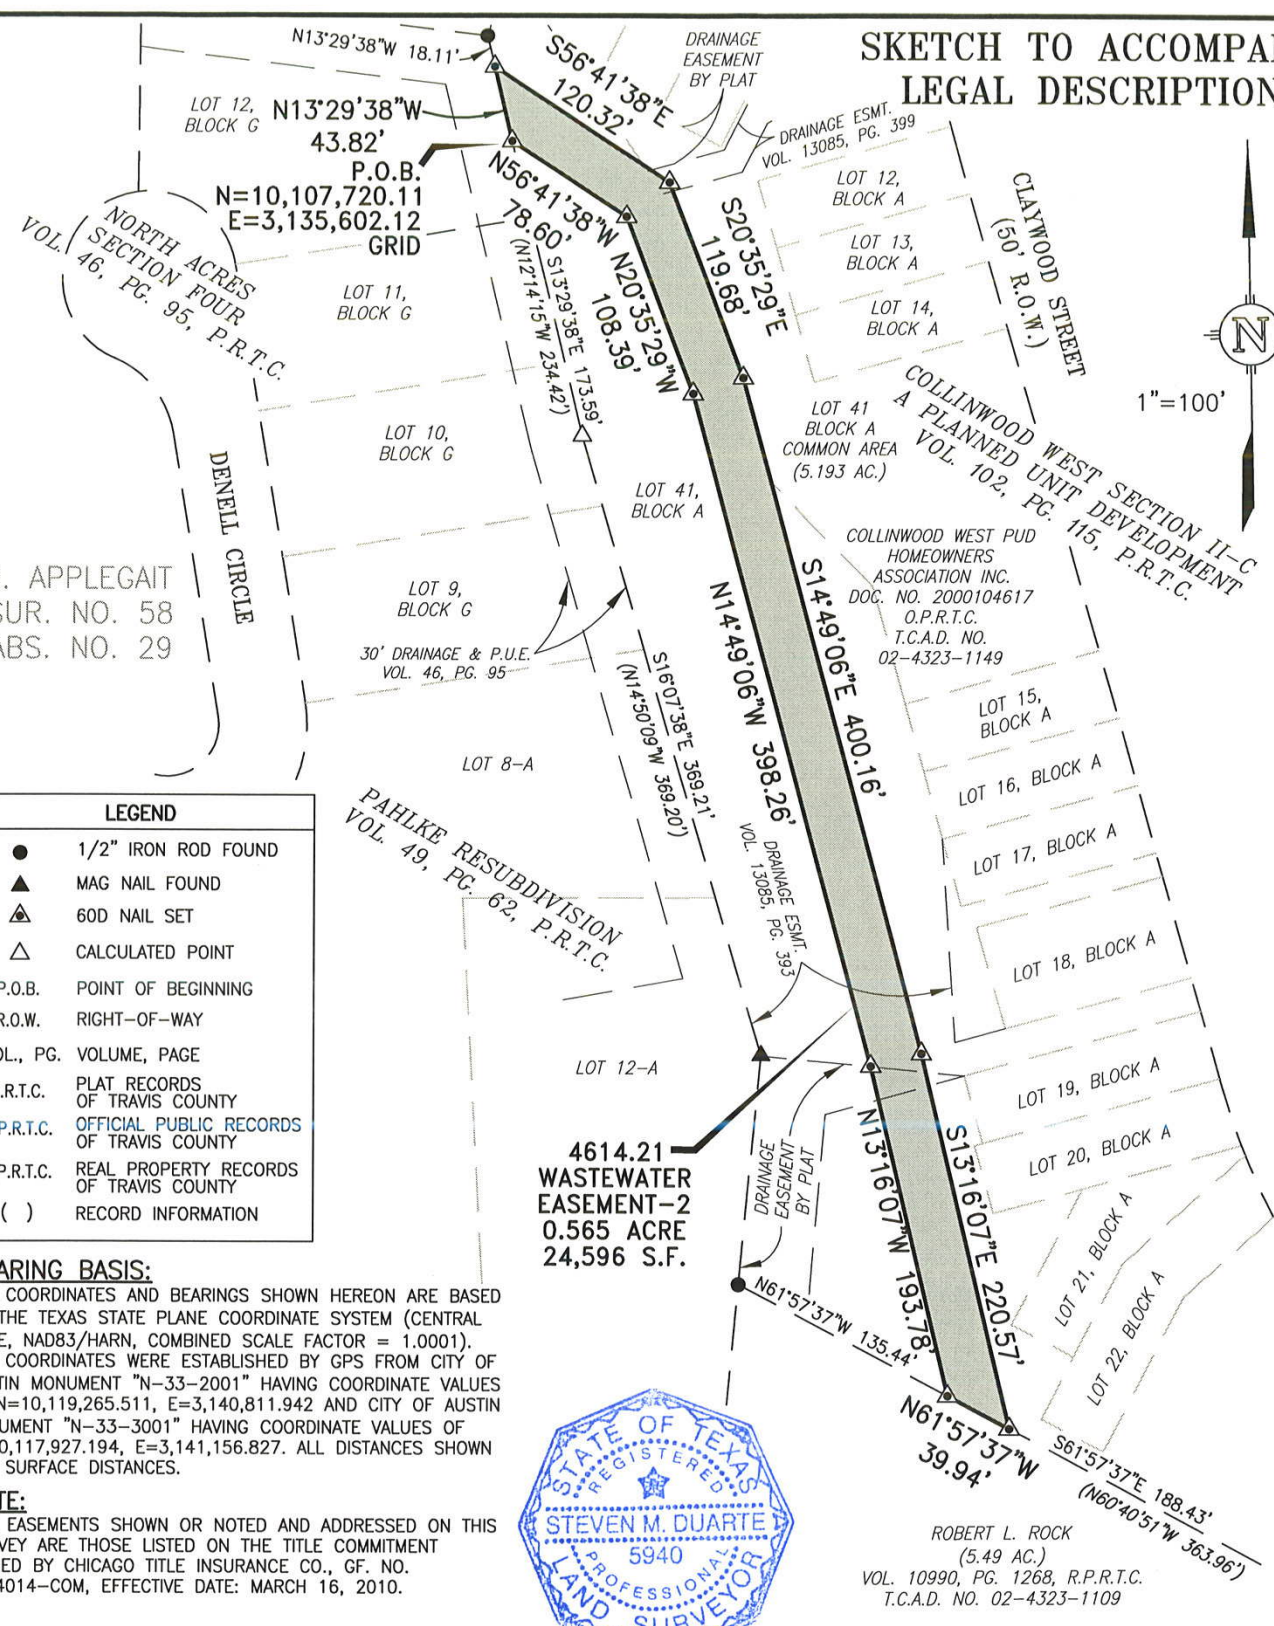 SKETCH TO ACCOMPA
LEGAL DESCRIPTION
N13°29'38"W 18.11'
S56°41'38"E
120.32'
DRAINAGE
EASEMENT
BY PLAT
LOT 12,
BLOCK G
N13°29'38"W
43.82'
P.O.B.
N=10,107,720.11
E=3,135,602.12
GRID
DRAINAGE ESMT.
VOL. 13085, PG. 399
N56°41'38"W
78.60'
S13°29'38"E 173.59'
(N12°14'15"W 234.42')
N20°35'29"W
108.39'
S20°35'29"E
119.68'
LOT 12,
BLOCK A
LOT 13,
BLOCK A
LOT 14,
BLOCK A
CLAYWOOD STREET
(50' R.O.W.)
N
1"=100'
NORTH ACRES
SECTION FOUR
VOL. 46, PG. 95, P.R.T.C.
LOT 11,
BLOCK G
LOT 10,
BLOCK G
DENELL CIRCLE
LOT 41
BLOCK A
COMMON AREA
(5.193 AC.)
COLLINWOOD WEST SECTION II-C
A PLANNED UNIT DEVELOPMENT
VOL. 102, PG. 115, P.R.T.C.
LOT 41,
BLOCK A
COLLINWOOD WEST PUD
HOMEOWNERS
ASSOCIATION INC.
DOC. NO. 2000104617
O.P.R.T.C.
T.C.A.D. NO.
02-4323-1149
. APPLEGAIT
SUR. NO. 58
ABS. NO. 29
LOT 9,
BLOCK G
30' DRAINAGE & P.U.E.
VOL. 46, PG. 95
S16°07'38"E 369.21'
(N14°50'09"W 369.20')
N14°49'06"W 398.26'
S14°49'06"E 400.16'
LOT 15,
BLOCK A
LOT 16, BLOCK A
LOT 17, BLOCK A
LOT 18, BLOCK A
LOT 8-A
PAHLKE RESUBDIVISION
VOL. 49, PG. 62, P.R.T.C.
DRAINAGE ESMT.
VOL. 13085, PG. 393
LEGEND
1/2" IRON ROD FOUND
MAG NAIL FOUND
60D NAIL SET
CALCULATED POINT
P.O.B. POINT OF BEGINNING
R.O.W. RIGHT-OF-WAY
OL., PG. VOLUME, PAGE
.R.T.C. PLAT RECORDS
OF TRAVIS COUNTY
P.R.T.C. OFFICIAL PUBLIC RECORDS
OF TRAVIS COUNTY
P.R.T.C. REAL PROPERTY RECORDS
OF TRAVIS COUNTY
( ) RECORD INFORMATION
LOT 12-A
4614.21
WASTEWATER
EASEMENT-2
0.565 ACRE
24,596 S.F.
DRAINAGE
EASEMENT
BY PLAT
N13°16'07"W 193.78'
S13°16'07"E 220.57'
LOT 19, BLOCK A
LOT 20, BLOCK A
LOT 21, BLOCK A
LOT 22, BLOCK A
N61°57'37"W 135.44'
N61°57'37"W
39.94'
S61°57'37"E 188.43'
(N60°40'51"W 363.96')
ARING BASIS:
COORDINATES AND BEARINGS SHOWN HEREON ARE BASED
THE TEXAS STATE PLANE COORDINATE SYSTEM (CENTRAL
E, NAD83/HARN, COMBINED SCALE FACTOR = 1.0001).
COORDINATES WERE ESTABLISHED BY GPS FROM CITY OF
TIN MONUMENT "N-33-2001" HAVING COORDINATE VALUES
N=10,119,265.511, E=3,140,811.942 AND CITY OF AUSTIN
UMENT "N-33-3001" HAVING COORDINATE VALUES OF
0,117,927.194, E=3,141,156.827. ALL DISTANCES SHOWN
SURFACE DISTANCES.
TE:
EASEMENTS SHOWN OR NOTED AND ADDRESSED ON THIS
VEY ARE THOSE LISTED ON THE TITLE COMMITMENT
ED BY CHICAGO TITLE INSURANCE CO., GF. NO.
4014-COM, EFFECTIVE DATE: MARCH 16, 2010.
STATE OF TEXAS
REGISTERED
STEVEN M. DUARTE
5940
PROFESSIONAL
LAND SURVEYOR
ROBERT L. ROCK
(5.49 AC.)
VOL. 10990, PG. 1268, R.P.R.T.C.
T.C.A.D. NO. 02-4323-1109